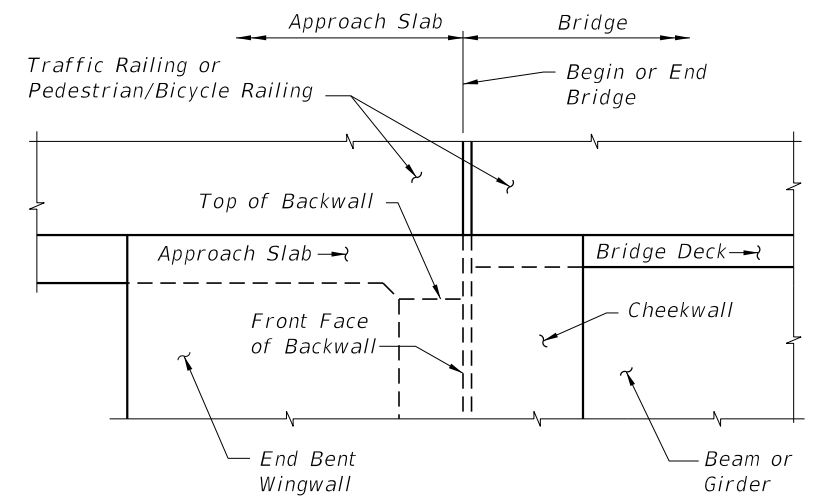 Approach Slab
Bridge
Traffic Railing or
Pedestrian/Bicycle Railing
Begin or End
Bridge
Top of Backwall
Approach Slab
Bridge Deck
Front Face
of Backwall
Cheekwall
End Bent
Wingwall
Beam or
Girder